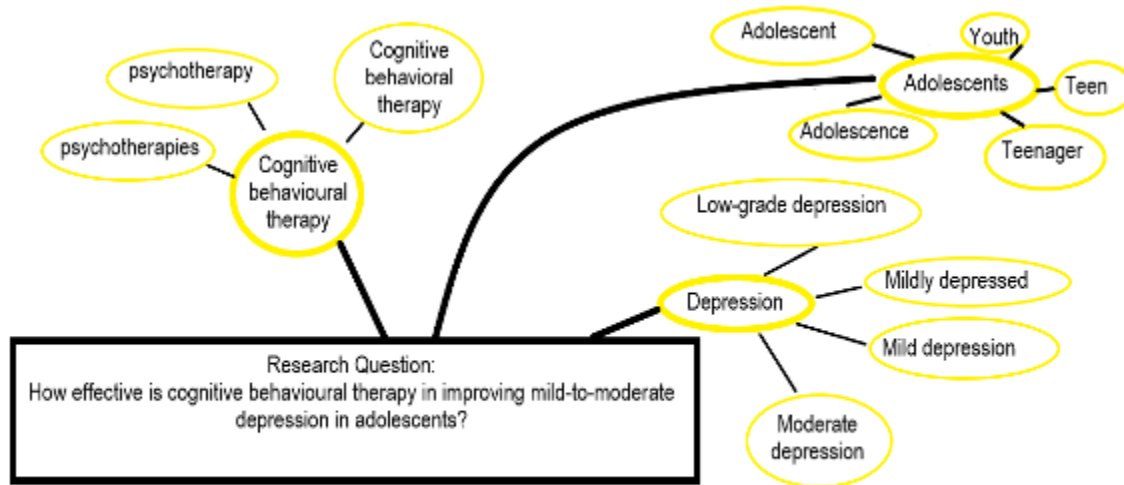 psychotherapy
psychotherapies
Cognitive
behavioral
therapy
Cognitive
behavioural
therapy
Adolescent
Youth
Adolescents
Teen
Adolescence
Teenager
Low-grade depression
Depression
Mildly depressed
Mild depression
Moderate
depression
Research Question:
How effective is cognitive behavioural therapy in improving mild-to-moderate
depression in adolescents?